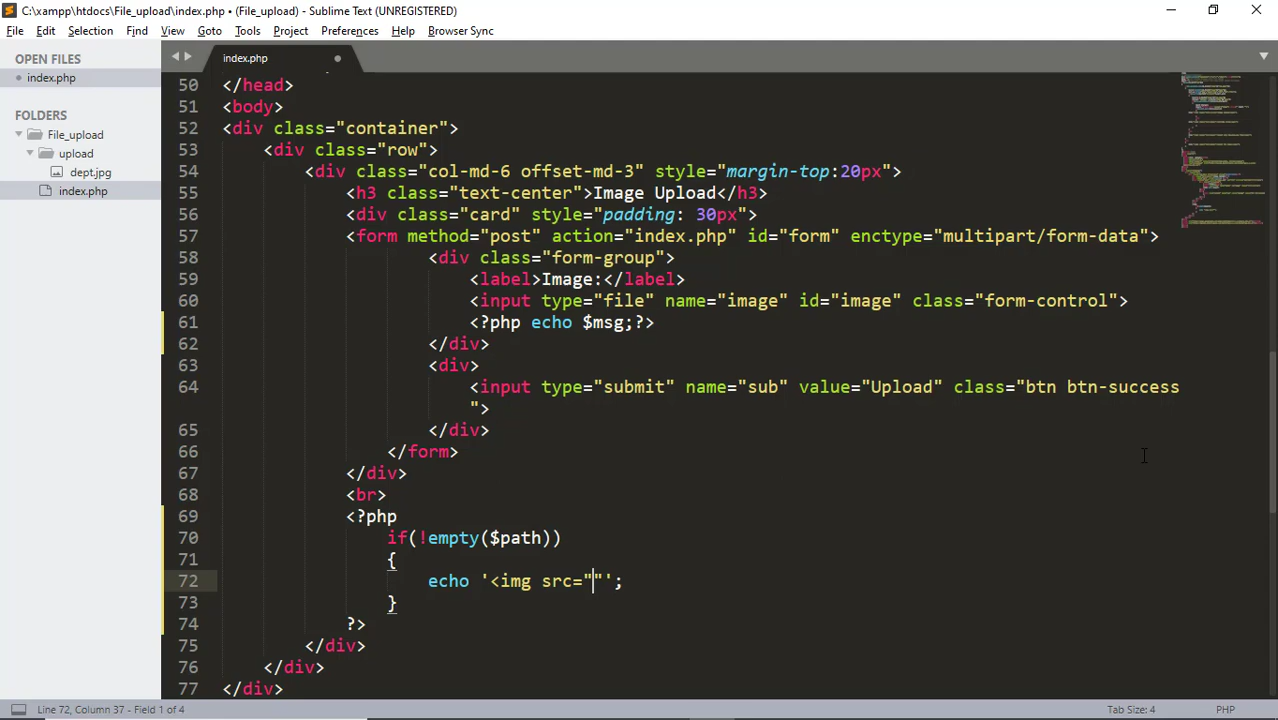 C:\xampp\htdocs\File_upload\index.php • (File_upload) - Sublime Text (UNREGISTERED)
File Edit Selection Find View Goto Tools Project Preferences Help Browser Sync
OPEN FILES
index.php
FOLDERS
File_upload
upload
dept.jpg
index.php
index.php
50 </head>
51 <body>
52 <div class="container">
53 <div class="row">
54 <div class="col-md-6 offset-md-3" style="margin-top:20px">
55 <h3 class="text-center">Image Upload</h3>
56 <div class="card" style="padding: 30px">
57 <form method="post" action="index.php" id="form" enctype="multipart/form-data">
58 <div class="form-group">
59 <label>Image:</label>
60 <input type="file" name="image" id="image" class="form-control">
61 <?php echo $msg;?>
62 </div>
63 <div>
64 <input type="submit" name="sub" value="Upload" class="btn btn-success
">
65 </div>
66 </form>
67 </div>
68 <br>
69 <?php
70 if(!empty($path))
71 {
72 echo '<img src=""';
73 }
74 ?>
75 </div>
76 </div>
77 </div>
Line 72, Column 37 - Field 1 of 4
Tab Size: 4
PHP